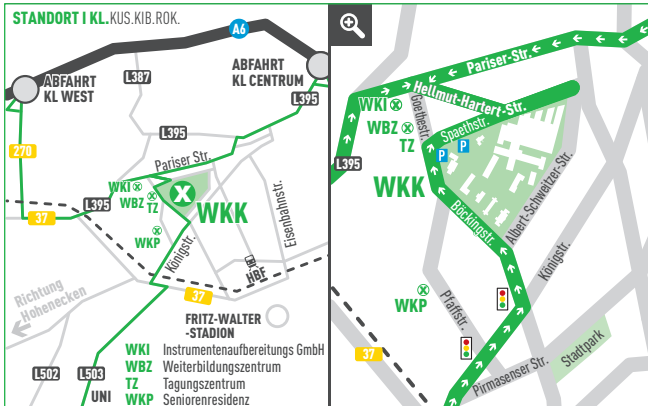 STANDORT I KL.KUS.KIB.ROK.
A6
ABFAHRT
KL WEST
L387
ABFAHRT
KL CENTRUM
L395
L395
270
Pariser Str.
WKI
WBZ
TZ
L395
WKK
37
WKP
Königstr.
Eisenbahnstr.
HBF
37
Richtung
Hohenecken
FRITZ-WALTER
-STADION
L502
L503
UNI
WKI Instrumentenaufbereitungs GmbH
WBZ Weiterbildungszentrum
TZ Tagungszentrum
WKP Seniorenresidenz
Pariser-Str.
Hellmut-Hartert-Str.
WKI
Goethestr.
WBZ
TZ
Spaethstr.
P
P
L395
WKK
Albert-Schweitzer-Str.
Böckingstr.
Königstr.
WKP
Pfaffstr.
37
Stadtpark
Pirmasenser Str.